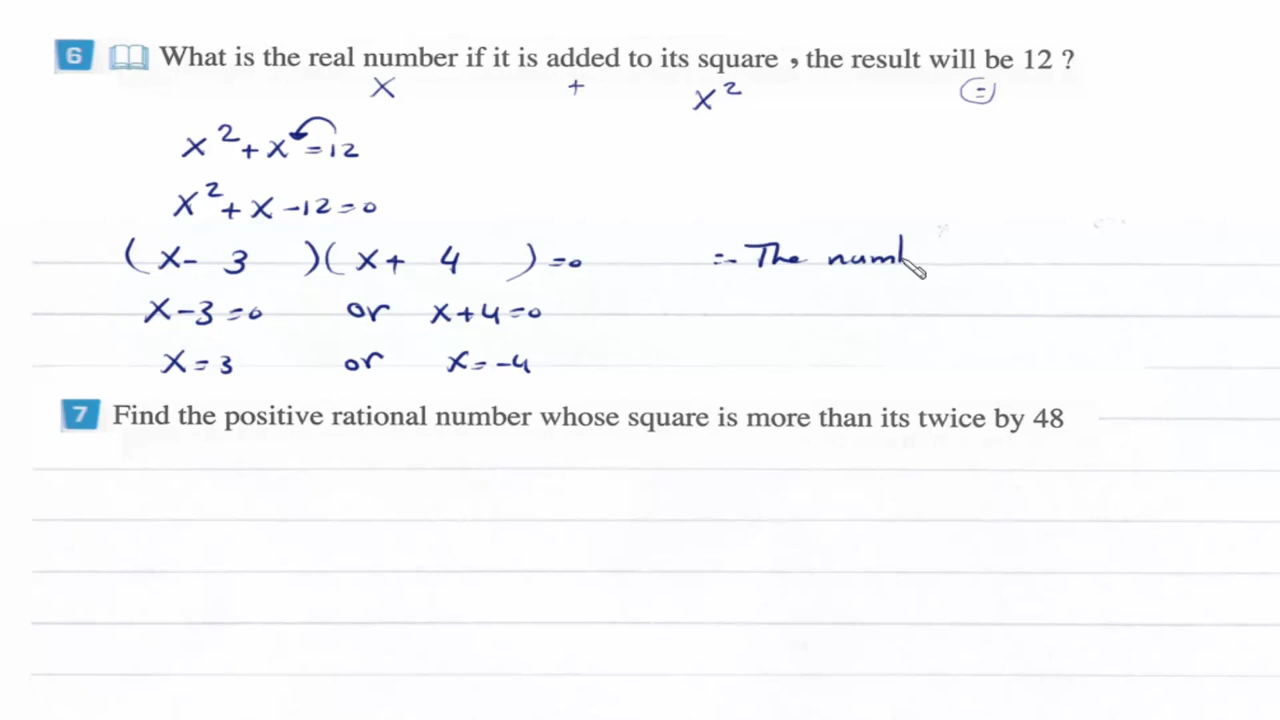 6 What is the real number if it is added to its square , the result will be 12 ?
x + x² =
x² + x = 12
x² + x - 12 = 0
(x - 3 )(x + 4 ) = 0 ∴ The numb
x - 3 = 0 or x + 4 = 0
x = 3 or x = -4
7 Find the positive rational number whose square is more than its twice by 48